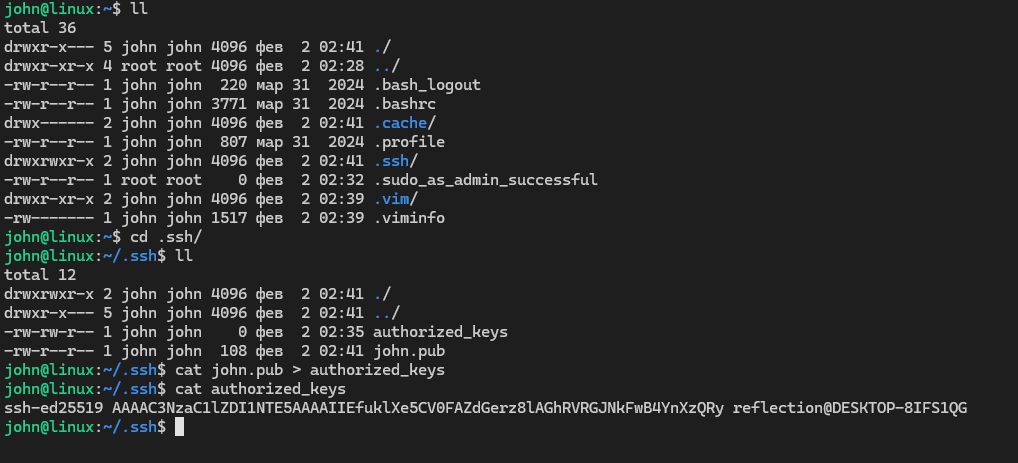 john@linux:~$ ll
total 36
drwxr-x--- 5 john john 4096 фев  2 02:41 ./
drwxr-xr-x 4 root root 4096 фев  2 02:28 ../
-rw-r--r-- 1 john john  220 мар 31  2024 .bash_logout
-rw-r--r-- 1 john john 3771 мар 31  2024 .bashrc
drwx------ 2 john john 4096 фев  2 02:41 .cache/
-rw-r--r-- 1 john john  807 мар 31  2024 .profile
drwxrwxr-x 2 john john 4096 фев  2 02:41 .ssh/
-rw-r--r-- 1 root root    0 фев  2 02:32 .sudo_as_admin_successful
drwxr-xr-x 2 john john 4096 фев  2 02:39 .vim/
-rw------- 1 john john 1517 фев  2 02:39 .viminfo
john@linux:~$ cd .ssh/
john@linux:~/.ssh$ ll
total 12
drwxrwxr-x 2 john john 4096 фев  2 02:41 ./
drwxr-x--- 5 john john 4096 фев  2 02:41 ../
-rw-rw-r-- 1 john john    0 фев  2 02:35 authorized_keys
-rw-r--r-- 1 john john  108 фев  2 02:41 john.pub
john@linux:~/.ssh$ cat john.pub > authorized_keys
john@linux:~/.ssh$ cat authorized_keys
ssh-ed25519 AAAAC3NzaC1lZDI1NTE5AAAAIIEfuklXe5CV0FAZdGerz8lAGhRVRGJNkFwB4YnXzQRy reflection@DESKTOP-8IFS1QG
john@linux:~/.ssh$